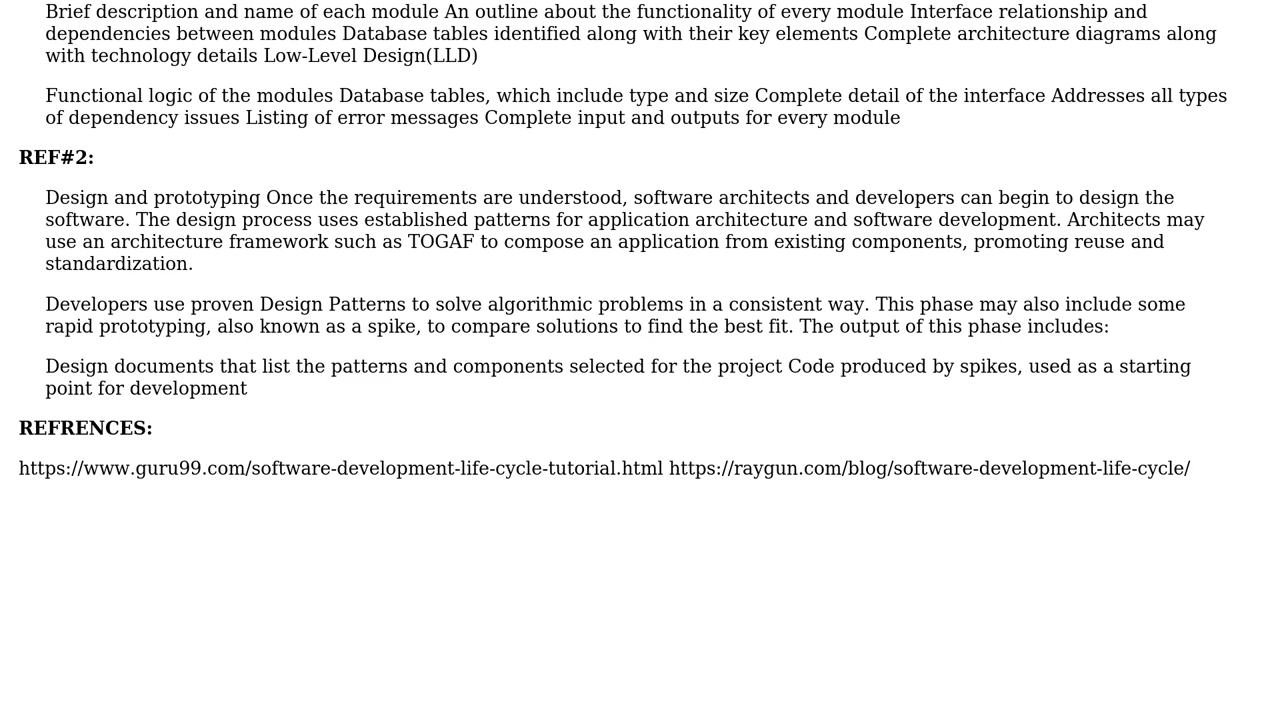 Brief description and name of each module An outline about the functionality of every module Interface relationship and
dependencies between modules Database tables identified along with their key elements Complete architecture diagrams along
with technology details Low-Level Design(LLD)
Functional logic of the modules Database tables, which include type and size Complete detail of the interface Addresses all types
of dependency issues Listing of error messages Complete input and outputs for every module
REF#2:
Design and prototyping Once the requirements are understood, software architects and developers can begin to design the
software. The design process uses established patterns for application architecture and software development. Architects may
use an architecture framework such as TOGAF to compose an application from existing components, promoting reuse and
standardization.
Developers use proven Design Patterns to solve algorithmic problems in a consistent way. This phase may also include some
rapid prototyping, also known as a spike, to compare solutions to find the best fit. The output of this phase includes:
Design documents that list the patterns and components selected for the project Code produced by spikes, used as a starting
point for development
REFRENCES:
https://www.guru99.com/software-development-life-cycle-tutorial.html https://raygun.com/blog/software-development-life-cycle/